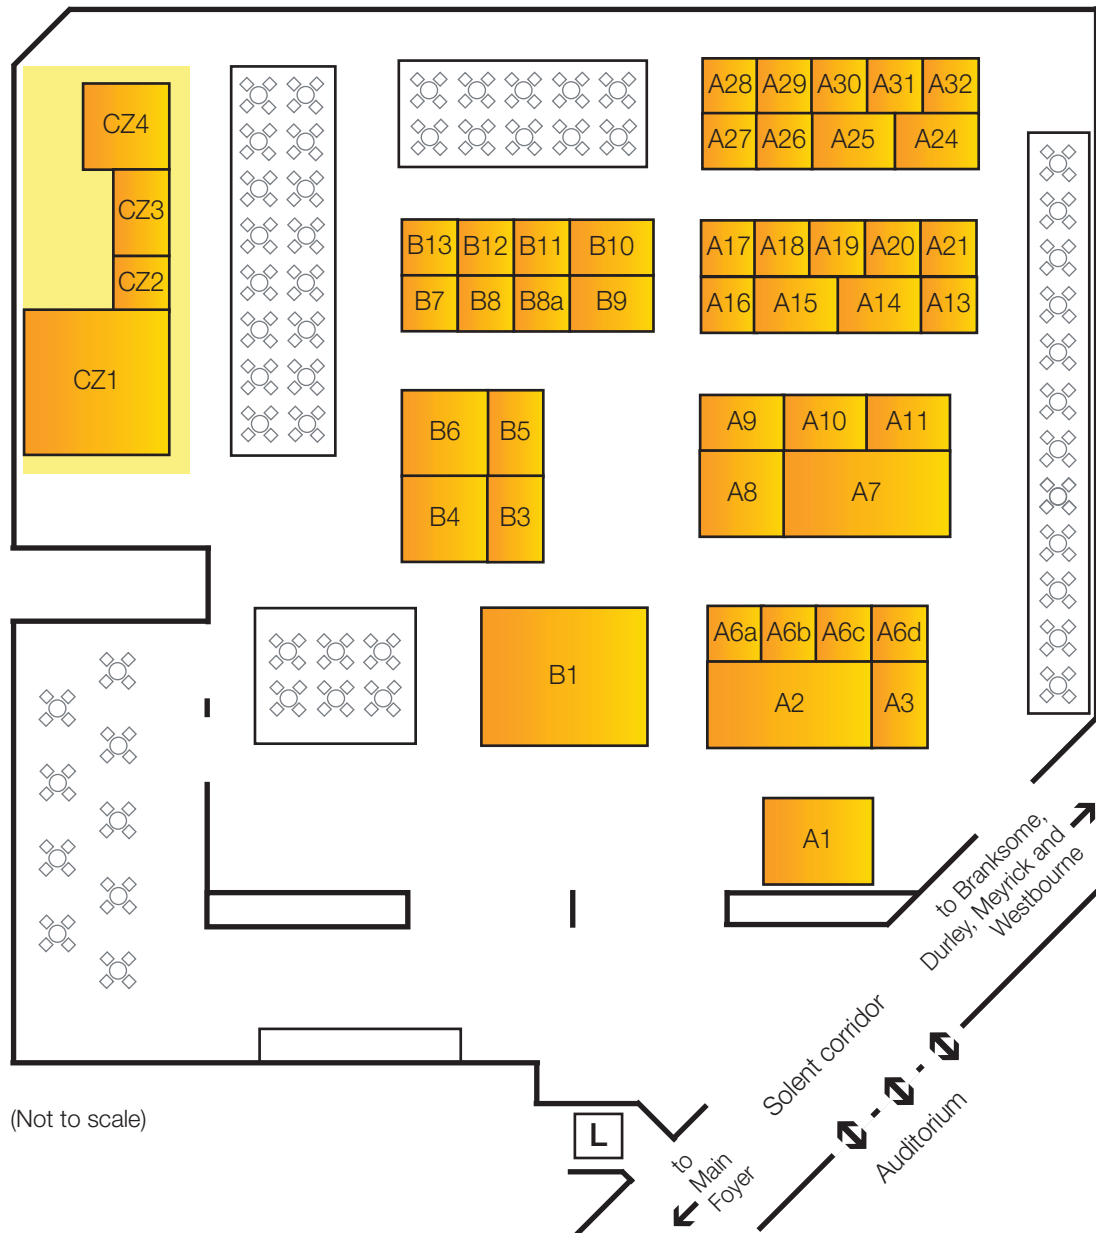 A28 A29 A30 A31 A32
CZ4
A27 A26 A25 A24
CZ3
B13 B12 B11 B10
A17 A18 A19 A20 A21
CZ2
B7 B8 B8a B9
A16 A15 A14 A13
CZ1
A9 A10 A11
B6 B5
A8 A7
B4 B3
A6a A6b A6c A6d
B1
A2 A3
A1
to Branksome,
Durley, Meyrick and
Westbourne
Solent corridor
Auditorium
(Not to scale)
L
to
Main
Foyer